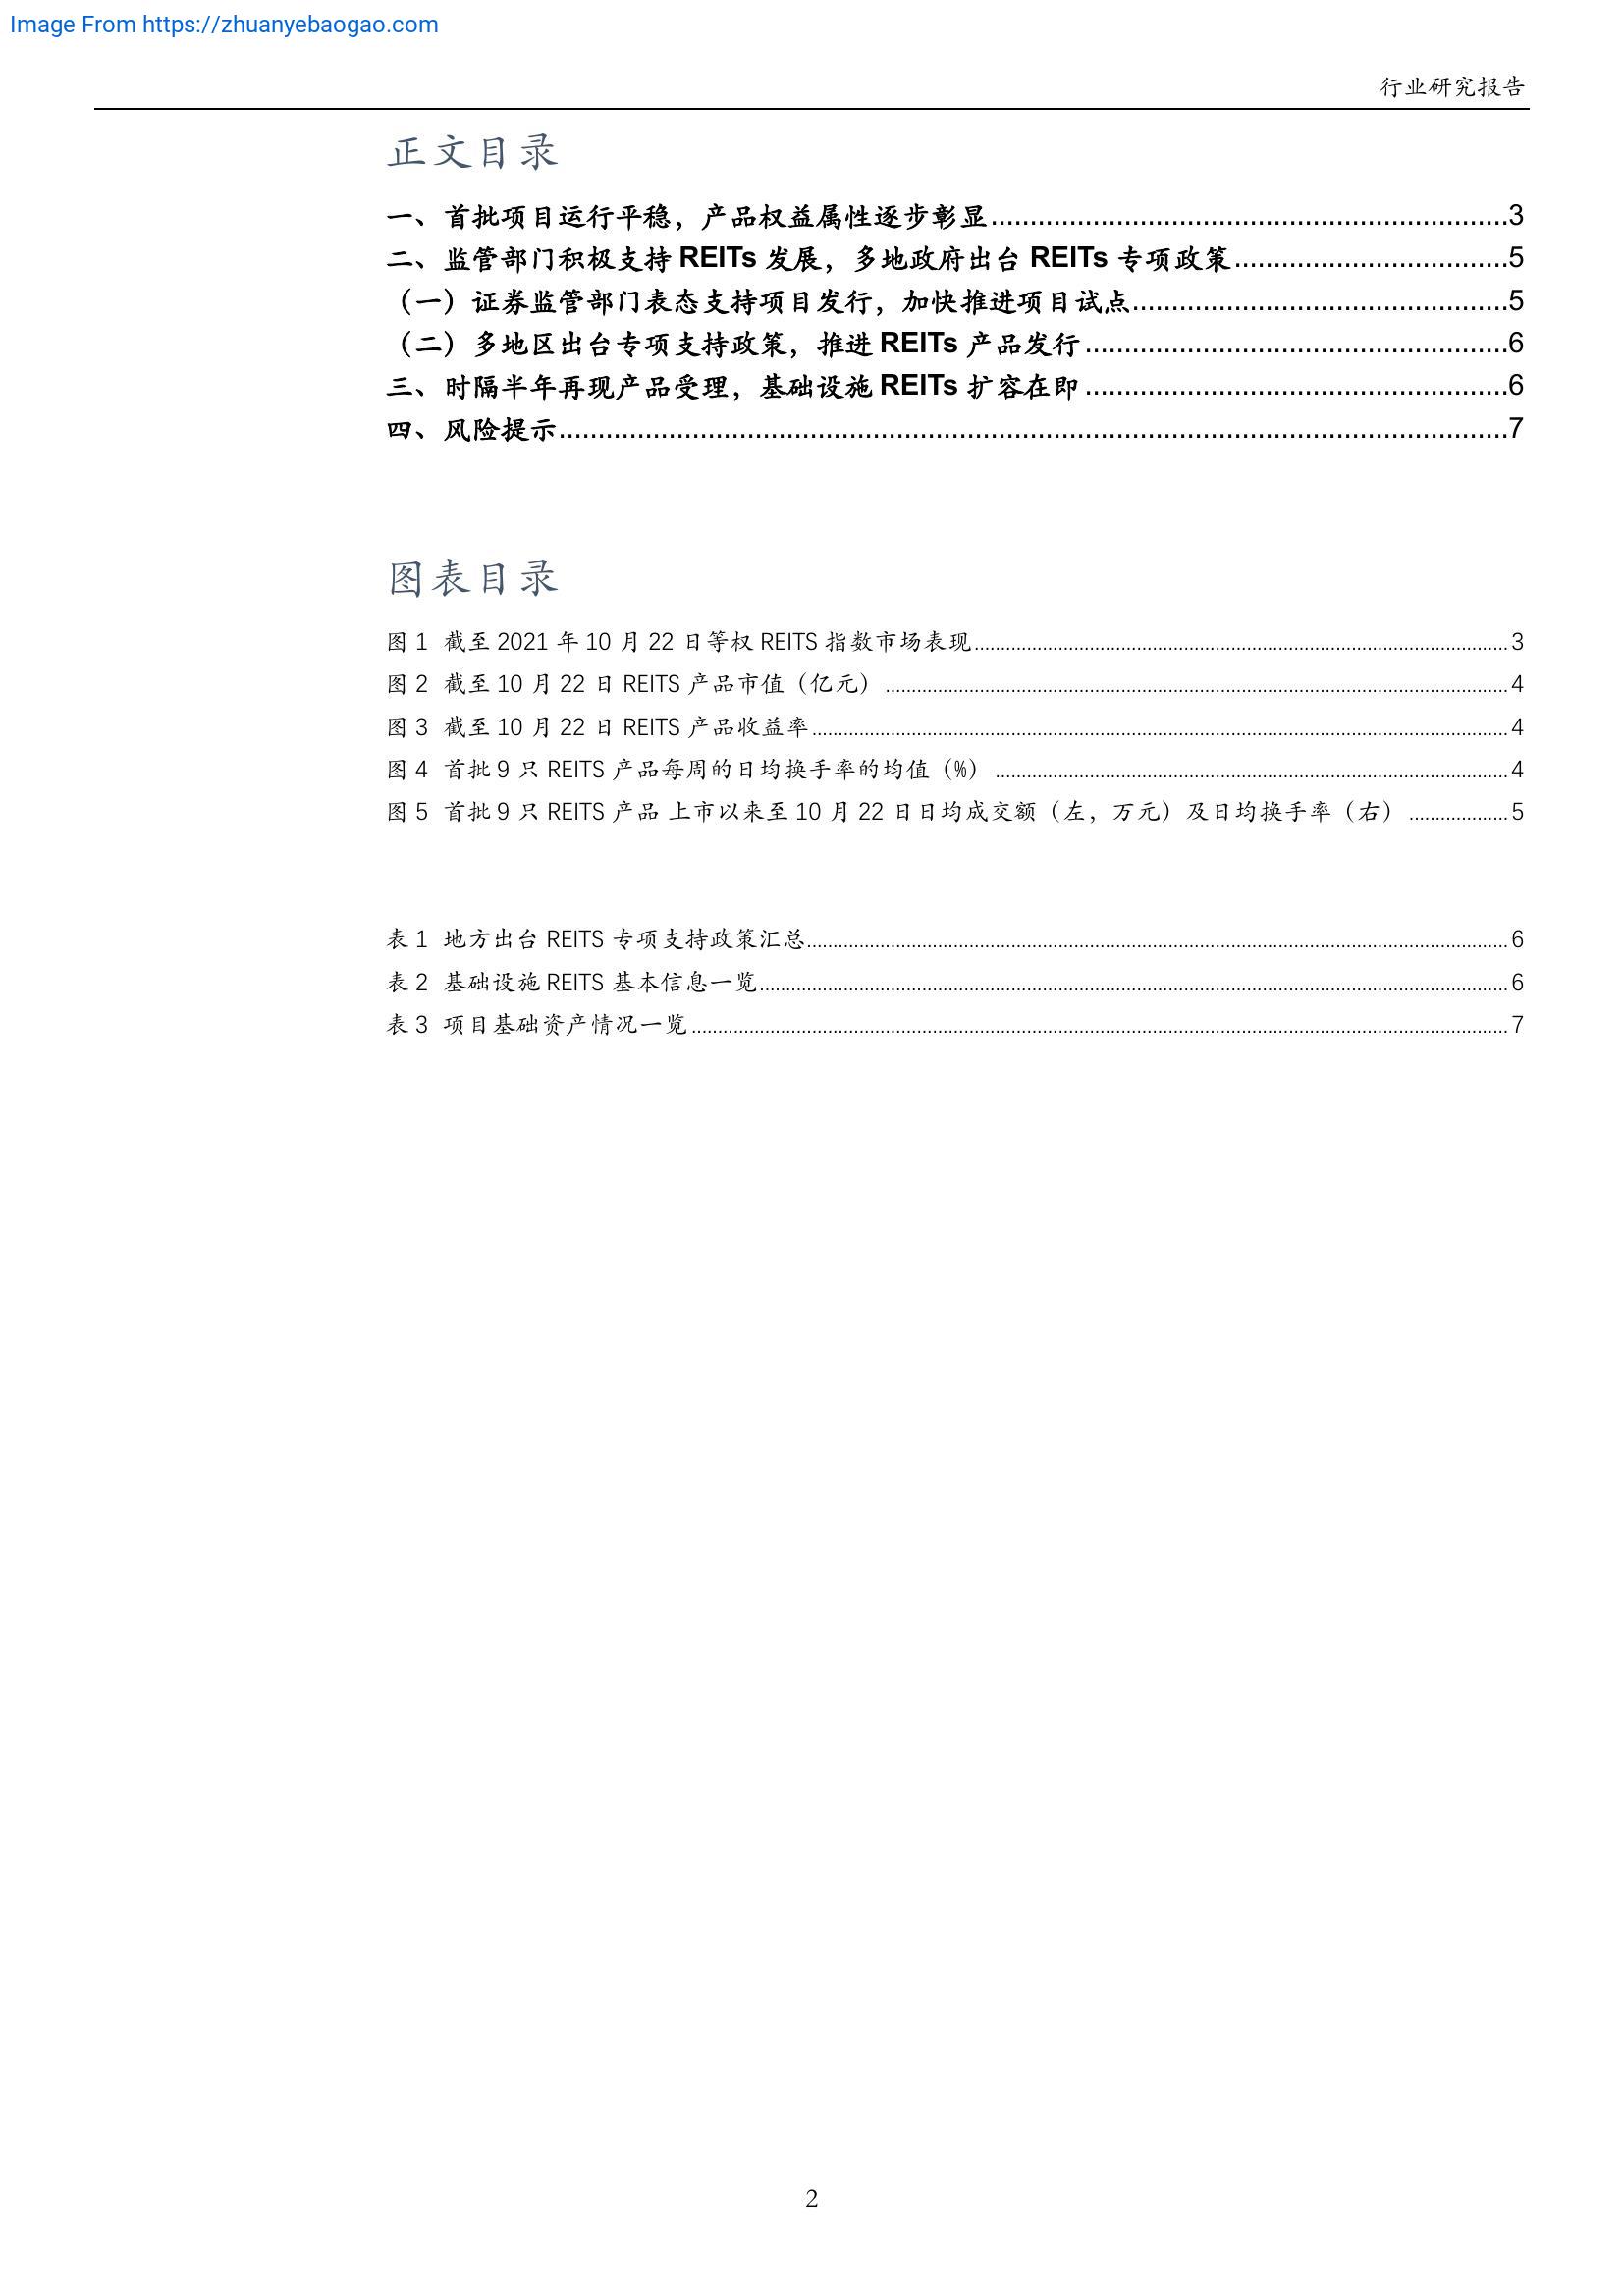 Image From https://zhuanyebaogao.com
行业研究报告
正文目录
一、首批项目运行平稳，产品权益属性逐步彰显..................................................................3
二、监管部门积极支持 REITs 发展，多地政府出台 REITs 专项政策...................................5
（一）证券监管部门表态支持项目发行，加快推进项目试点................................................5
（二）多地区出台专项支持政策，推进 REITs 产品发行......................................................6
三、时隔半年再现产品受理，基础设施 REITs 扩容在即......................................................6
四、风险提示.........................................................................................................................7
图表目录
图 1 截至 2021 年 10 月 22 日等权 REITS 指数市场表现......................................................3
图 2 截至 10 月 22 日 REITS 产品市值（亿元）......................................................4
图 3 截至 10 月 22 日 REITS 产品收益率......................................................4
图 4 首批 9 只 REITS 产品每周的日均换手率的均值（%）......................................................4
图 5 首批 9 只 REITS 产品 上市以来至 10 月 22 日日均成交额（左，万元）及日均换手率（右）...................5
表 1 地方出台 REITS 专项支持政策汇总......................................................6
表 2 基础设施 REITS 基本信息一览......................................................6
表 3 项目基础资产情况一览......................................................7
2